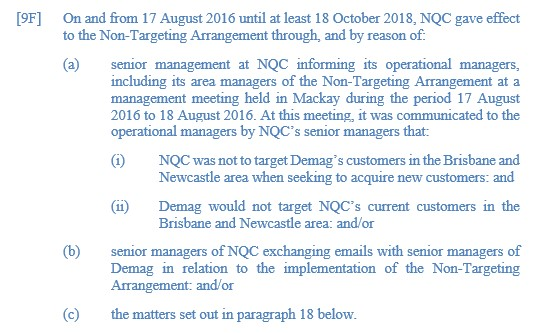 [9F] On and from 17 August 2016 until at least 18 October 2018, NQC gave effect
to the Non-Targeting Arrangement through, and by reason of:
(a) senior management at NQC informing its operational managers,
including its area managers of the Non-Targeting Arrangement at a
management meeting held in Mackay during the period 17 August
2016 to 18 August 2016. At this meeting, it was communicated to the
operational managers by NQC's senior managers that:
(i) NQC was not to target Demag's customers in the Brisbane and
Newcastle area when seeking to acquire new customers: and
(ii) Demag would not target NQC's current customers in the
Brisbane and Newcastle area: and/or
(b) senior managers of NQC exchanging emails with senior managers of
Demag in relation to the implementation of the Non-Targeting
Arrangement: and/or
(c) the matters set out in paragraph 18 below.